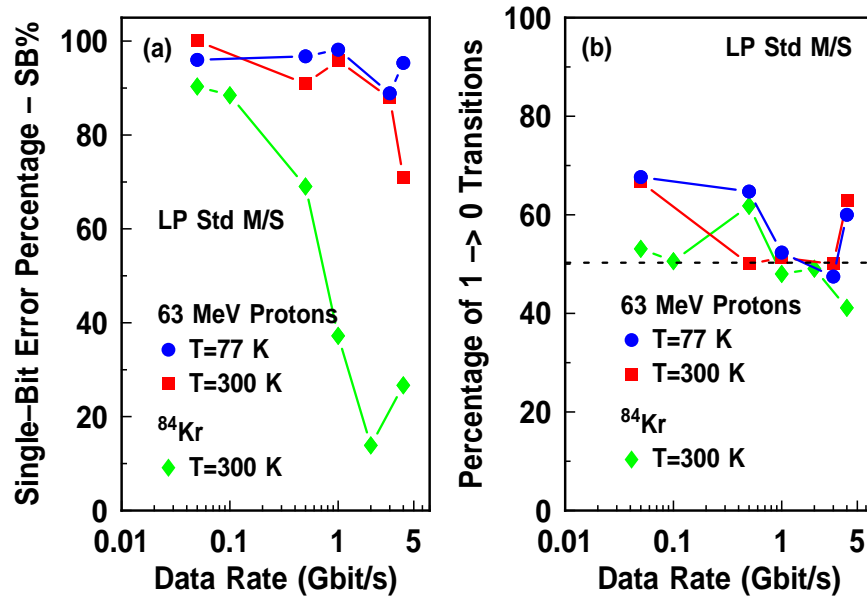 Single–Bit Error Percentage – SB%
100
80
60
40
20
0
(a)
LP Std M/S
63 MeV Protons
T=77 K
T=300 K
84Kr
T=300 K
0.01
0.1
1
5
Data Rate (Gbit/s)
Percentage of 1 –> 0 Transitions
100
80
60
40
20
0
(b)
LP Std M/S
63 MeV Protons
T=77 K
T=300 K
84Kr
T=300 K
0.01
0.1
1
5
Data Rate (Gbit/s)